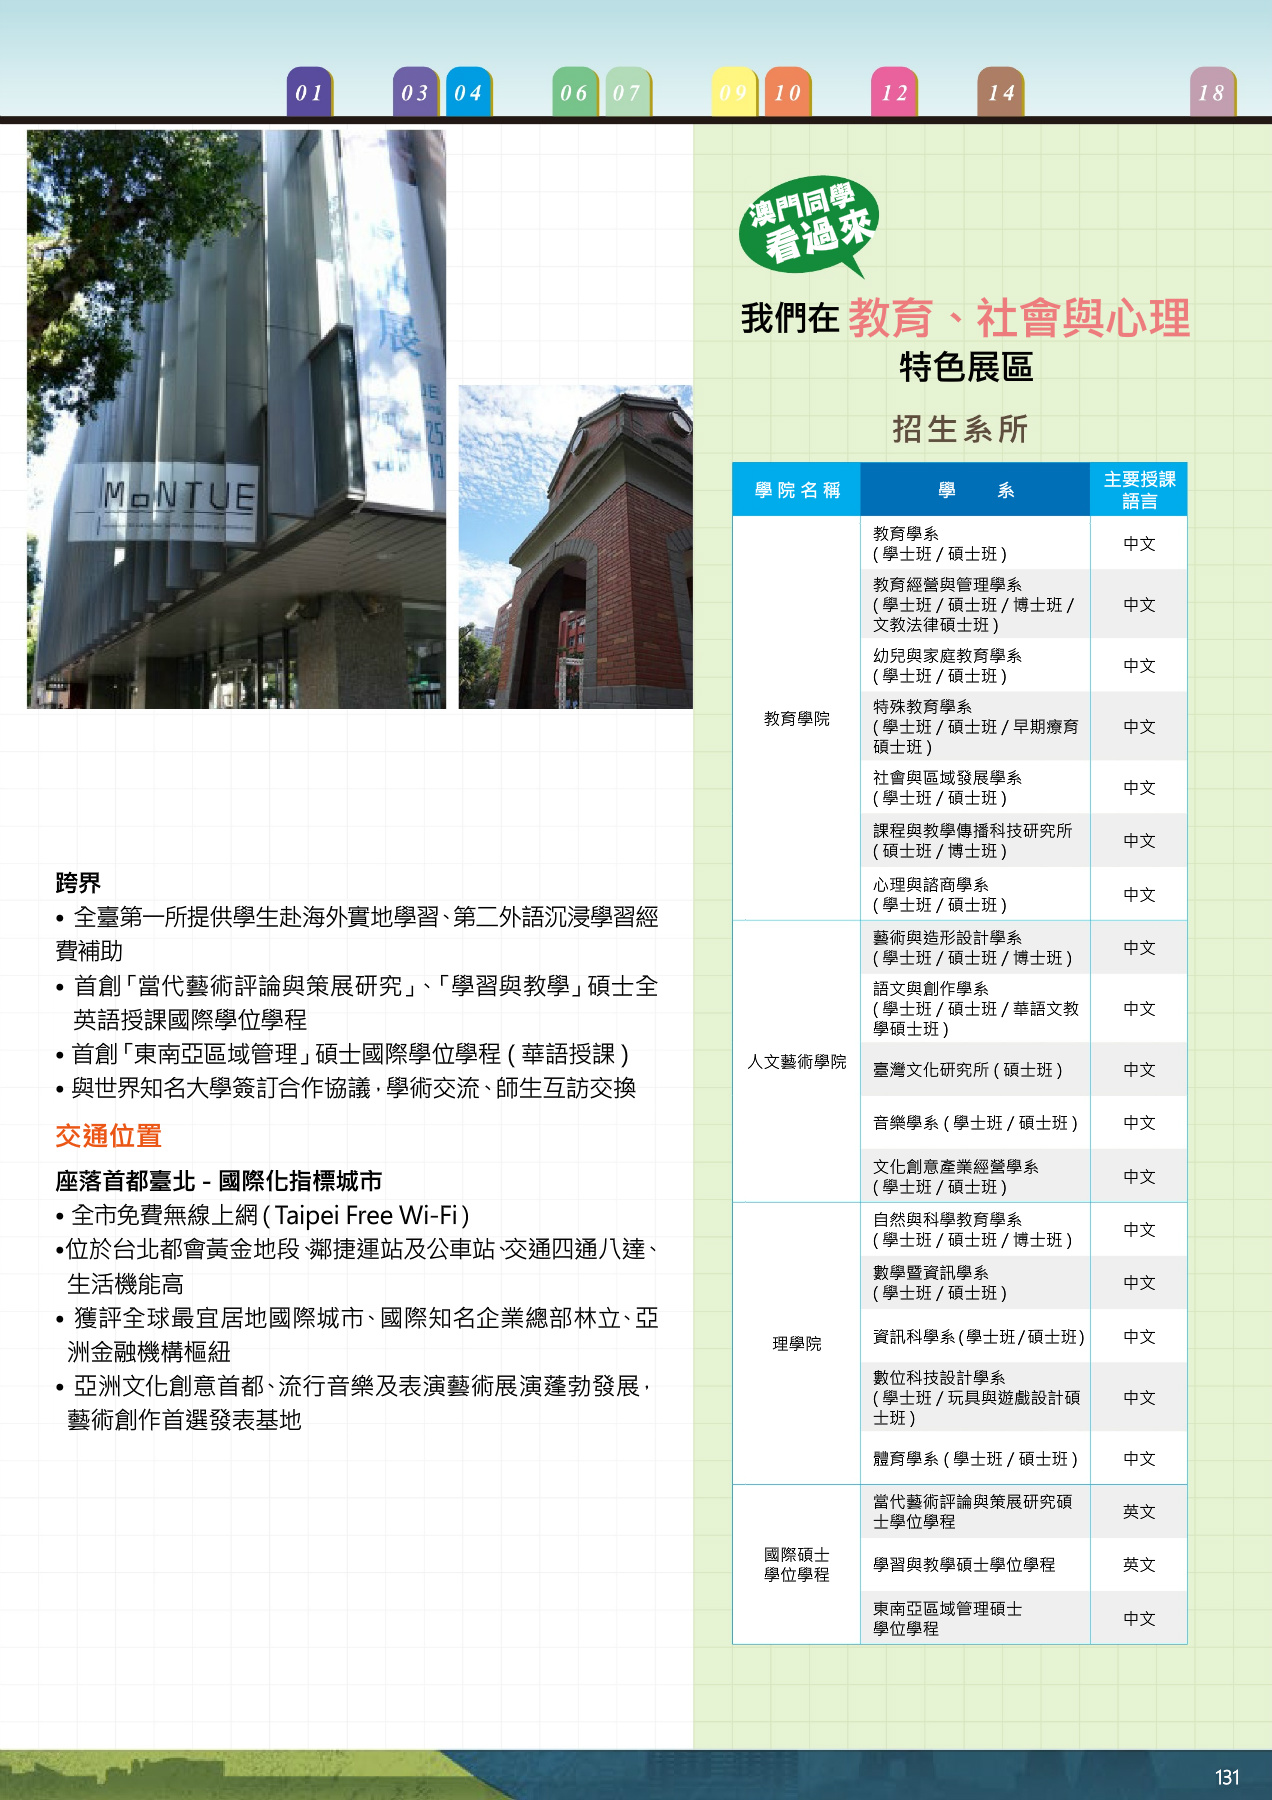 01
03
04
06
07
09
10
12
14
18
展
UE
25
13
MoNTUE
跨界
• 全臺第一所提供學生赴海外實地學習、第二外語沉浸學習經
費補助
• 首創「當代藝術評論與策展研究」、「學習與教學」碩士全
英語授課國際學位學程
• 首創「東南亞區域管理」碩士國際學位學程 ( 華語授課 )
• 與世界知名大學簽訂合作協議，學術交流、師生互訪交換
交通位置
座落首都臺北 - 國際化指標城市
• 全市免費無線上網 ( Taipei Free Wi-Fi )
•位於台北都會黃金地段、鄰捷運站及公車站、交通四通八達、
生活機能高
• 獲評全球最宜居地國際城市、國際知名企業總部林立、亞
洲金融機構樞紐
• 亞洲文化創意首都、流行音樂及表演藝術展演蓬勃發展，
藝術創作首選發表基地
澳門同學
看過來
我們在 教育、社會與心理
特色展區
招生系所
學院名稱 學 系 主要授課
語言
教育學院
教育學系
( 學士班 / 碩士班 ) 中文
教育經營與管理學系
( 學士班 / 碩士班 / 博士班 / 中文
文教法律碩士班 )
幼兒與家庭教育學系
( 學士班 / 碩士班 ) 中文
特殊教育學系
( 學士班 / 碩士班 / 早期療育 中文
碩士班 )
社會與區域發展學系
( 學士班 / 碩士班 ) 中文
課程與教學傳播科技研究所
( 碩士班 / 博士班 ) 中文
心理與諮商學系
( 學士班 / 碩士班 ) 中文
人文藝術學院
藝術與造形設計學系
( 學士班 / 碩士班 / 博士班 ) 中文
語文與創作學系
( 學士班 / 碩士班 / 華語文教 中文
學碩士班 )
臺灣文化研究所 ( 碩士班 ) 中文
音樂學系 ( 學士班 / 碩士班 ) 中文
文化創意產業經營學系
( 學士班 / 碩士班 ) 中文
理學院
自然與科學教育學系
( 學士班 / 碩士班 / 博士班 ) 中文
數學暨資訊學系
( 學士班 / 碩士班 ) 中文
資訊科學系 ( 學士班 / 碩士班 ) 中文
數位科技設計學系
( 學士班 / 玩具與遊戲設計碩 中文
士班 )
體育學系 ( 學士班 / 碩士班 ) 中文
國際碩士
學位學程
當代藝術評論與策展研究碩
士學位學程 英文
學習與教學碩士學位學程 英文
東南亞區域管理碩士
學位學程 中文
131